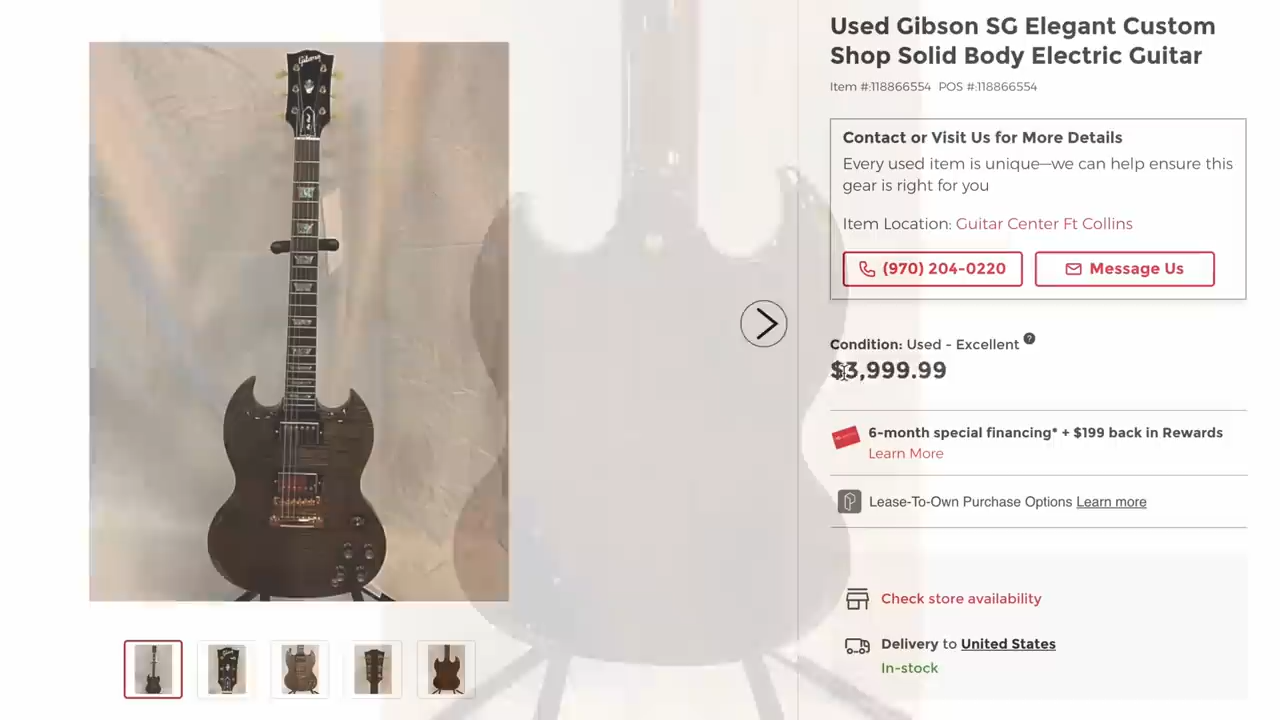 Used Gibson SG Elegant Custom
Shop Solid Body Electric Guitar
Item #:118866554 POS #:118866554
Contact or Visit Us for More Details
Every used item is unique—we can help ensure this
gear is right for you
Item Location: Guitar Center Ft Collins
(970) 204-0220
Message Us
Condition: Used - Excellent ?
$3,999.99
6-month special financing* + $199 back in Rewards
Learn More
Lease-To-Own Purchase Options Learn more
Check store availability
Delivery to United States
In-stock
Gibson